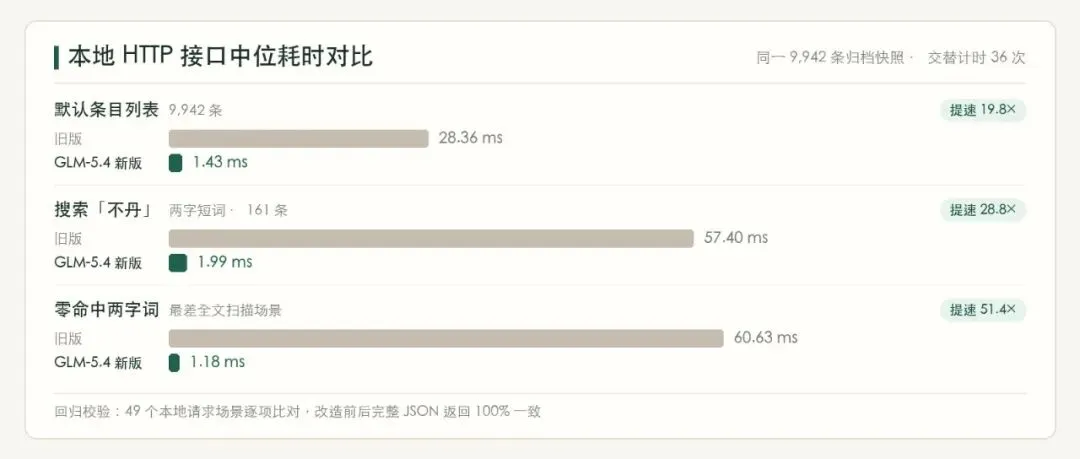 本地 HTTP 接口中位耗时对比
同一 9,942 条归档快照 · 交替计时 36 次
默认条目列表 9,942 条
提速 19.8×
旧版 28.36 ms
GLM-5.4 新版 1.43 ms
搜索「不丹」 两字短词 · 161 条
提速 28.8×
旧版 57.40 ms
GLM-5.4 新版 1.99 ms
零命中两字词 最差全文扫描场景
提速 51.4×
旧版 60.63 ms
GLM-5.4 新版 1.18 ms
回归校验：49 个本地请求场景逐项比对 · 改造前后完整 JSON 返回 100% 一致